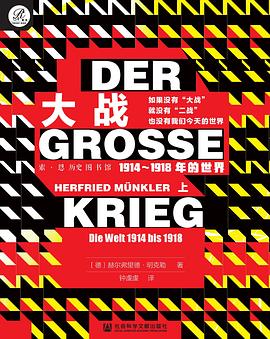 DER
大战
如果没有“大战”
就没有“二战”
也没有我们今天的世界
GROSSE
索·恩 历史图书馆
1914～1918 年的世界
HERFRIED MÜNKLER 上
KRIEG
Die Welt 1914 bis 1918
［德］赫尔弗里德·明克勒 著
钟虔虔 译
社会科学文献出版社